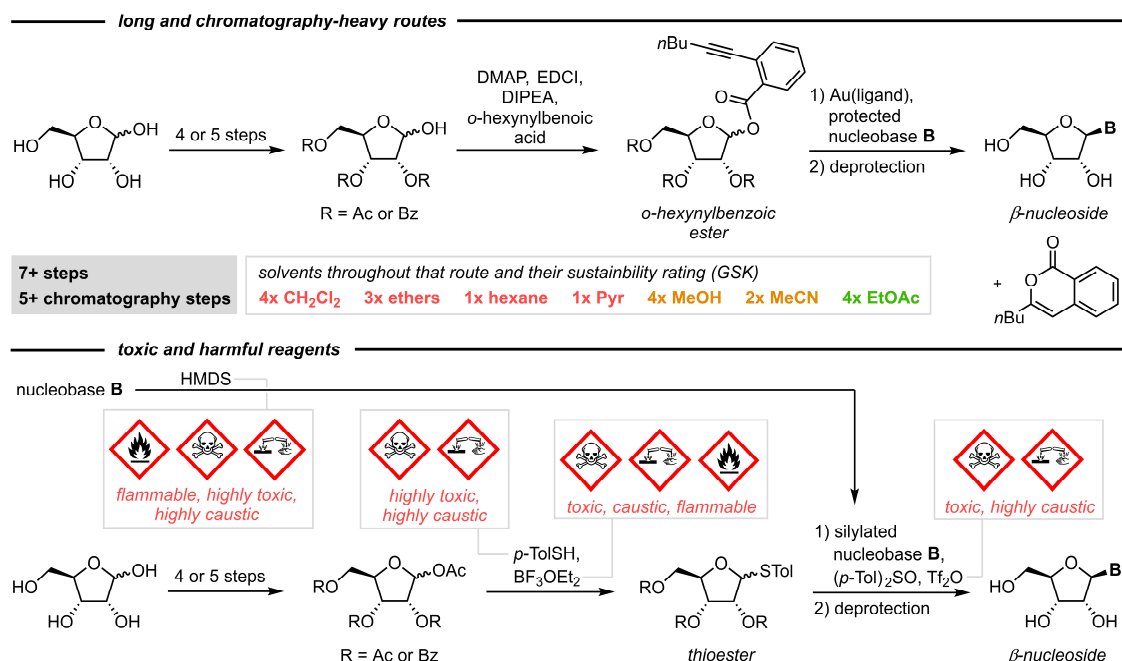 long and chromatography-heavy routes
nBu
O
O
HO
O
OH
HO
OH
4 or 5 steps
RO
O
OH
RO
OR
R = Ac or Bz
DMAP, EDCI,
DIPEA,
o-hexynylbenoic
acid
RO
O
RO
OR
o-hexynylbenzoic
ester
1) Au(ligand),
protected
nucleobase B
2) deprotection
HO
O
B
HO
OH
β-nucleoside
7+ steps
5+ chromatography steps
solvents throughout that route and their sustainbility rating (GSK)
4x CH₂Cl₂ 3x ethers 1x hexane 1x Pyr 4x MeOH 2x MeCN 4x EtOAc
+
O
O
nBu
toxic and harmful reagents
nucleobase B
HMDS
flammable, highly toxic,
highly caustic
highly toxic,
highly caustic
toxic, caustic, flammable
toxic, highly caustic
HO
O
OH
HO
OH
4 or 5 steps
RO
O
OAc
RO
OR
R = Ac or Bz
p-TolSH,
BF₃OEt₂
RO
O
STol
RO
OR
thioester
1) silylated
nucleobase B,
(p-Tol)₂SO, Tf₂O
2) deprotection
HO
O
B
HO
OH
β-nucleoside